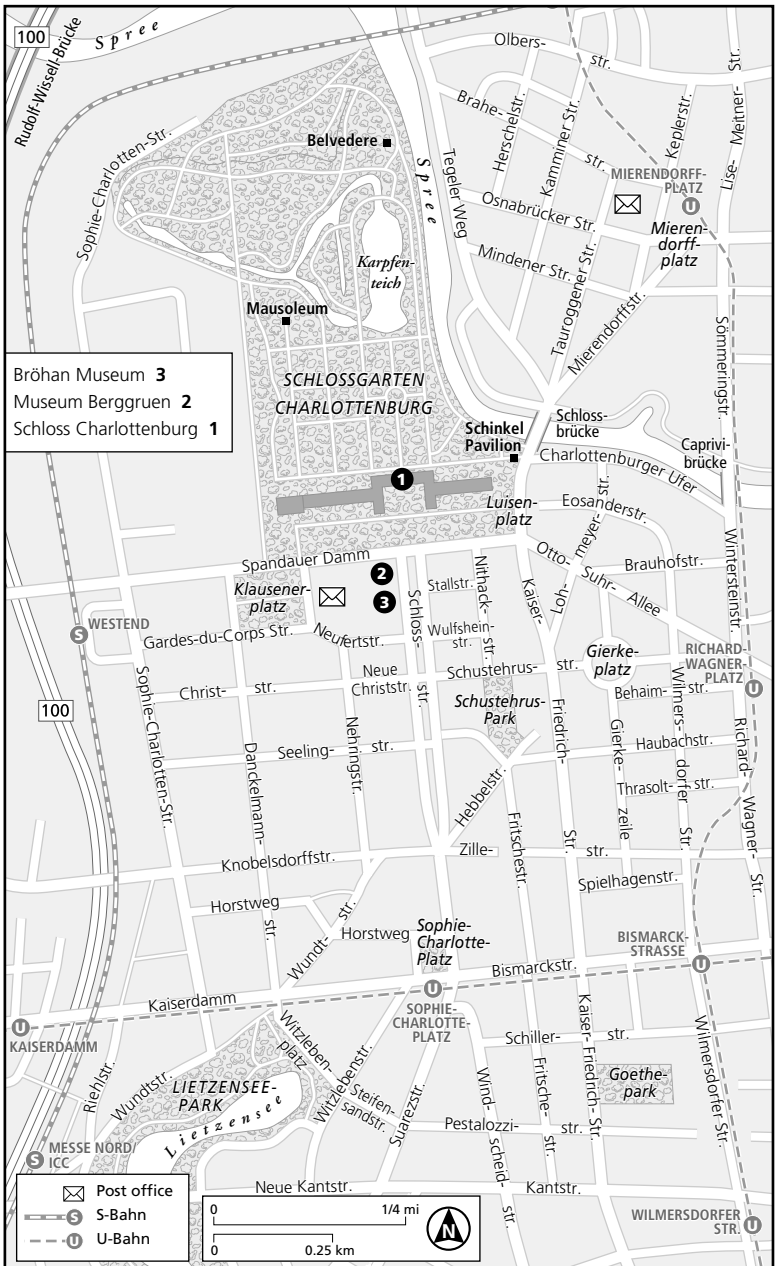 100
Rudolf-Wissell-Brücke
Spree
Olbers-
str.
Brahe-
str.
Herschelstr.
Kamminer Str.
Keplerstr.
Lise-
Meitner-
Str.
Belvedere
Sophie-Charlotten-Str.
Spree
Tegeler Weg
MIERENDORFF-
PLATZ
U
Osnabrücker Str.
Mieren-
dorff-
platz
Mindener Str.
Karpfen-
teich
Tauroggener Str.
Mierendorffstr.
Sömmeringstr.
Mausoleum
Bröhan Museum 3
Museum Berggruen 2
Schloss Charlottenburg 1
SCHLOSSGARTEN
CHARLOTTENBURG
Schinkel
Pavilion
Schloss-
brücke
Caprivi-
brücke
Charlottenburger Ufer
1
Luisen-
platz
Eosanderstr.
Loh-
meyer-
str.
Spandauer Damm
Otto-
Suhr-
Allee
Brauhofstr.
Wintersteinstr.
2
3
Klausener-
platz
Stallstr.
Nithack-
str.
Kaiser-
Schloss-
str.
S
WESTEND
Gardes-du-Corps Str.
Neufertstr.
Wulfshein-
str.
Gierke-
platz
RICHARD-
WAGNER-
PLATZ
U
Christ-
str.
Neue
Christstr.
Schustehrus-
str.
Behaim-
str.
100
Sophie-Charlotten-Str.
Schustehrus-
Park
Friedrich-
Str.
Gierke-
zeile
Wilmers-
dorfer
Str.
Richard-
Wagner-
Str.
Danckelmann-
str.
Nehringstr.
Seeling-
str.
Haubachstr.
Hebbelstr.
Thrasolt-
str.
Fritschestr.
Knobelsdorffstr.
Zille-
str.
Spielhagenstr.
Horstweg
Wundt-
str.
Horstweg
Sophie-
Charlotte-
Platz
BISMARCK-
STRASSE
U
Bismarckstr.
Kaiserdamm
U
SOPHIE-
CHARLOTTE-
PLATZ
U
KAISERDAMM
Witzleben-
platz
Schiller-
str.
Kaiser-
Friedrich-
Str.
Wilmersdorfer Str.
Riehlstr.
Wundtstr.
LIETZENSEE-
PARK
Lietzensee
Witzlebenstr.
Steifen-
sandstr.
Suarezstr.
Wind-
scheid-
str.
Fritsche-
str.
Goethe-
park
Pestalozzi-
str.
S
MESSE NORD/
ICC
Neue Kantstr.
Kantstr.
WILMERSDORFER
STR.
U
Post office
S
S-Bahn
U
U-Bahn
0
1/4 mi
0
0.25 km
N